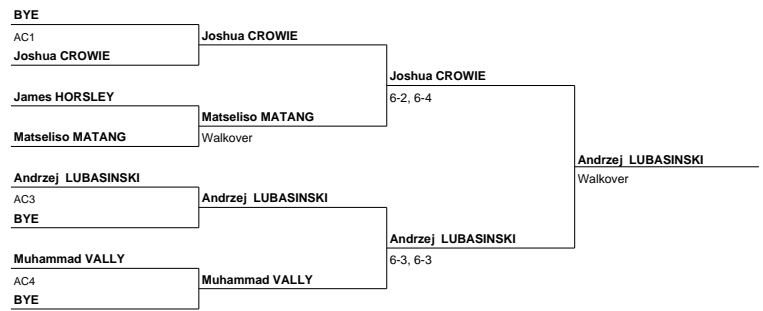 BYE
AC1
Joshua CROWIE
Joshua CROWIE
James HORSLEY
Matseliso MATANG
Matseliso MATANG
Walkover
Joshua CROWIE
6-2, 6-4
Andrzej LUBASINSKI
AC3
BYE
Andrzej LUBASINSKI
Muhammad VALLY
AC4
BYE
Muhammad VALLY
Andrzej LUBASINSKI
6-3, 6-3
Andrzej LUBASINSKI
Walkover